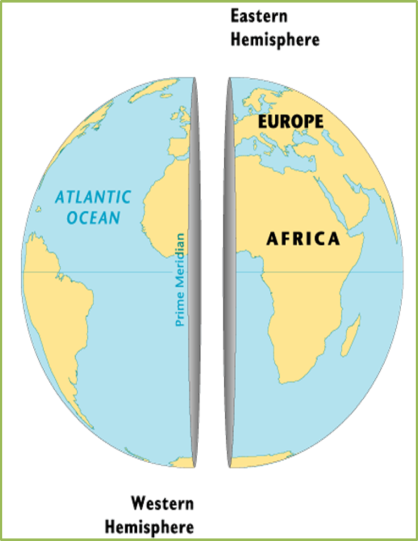 Eastern
Hemisphere
EUROPE
ATLANTIC
OCEAN
AFRICA
Prime Meridian
Western
Hemisphere